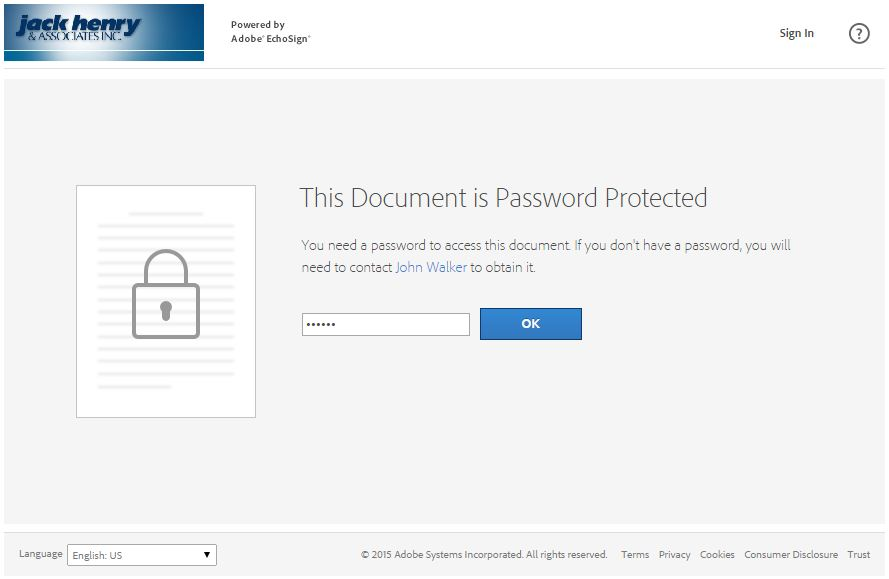 jack henry
& ASSOCIATES INC.
Powered by
Adobe® EchoSign®
Sign In
?
This Document is Password Protected
You need a password to access this document. If you don't have a password, you will
need to contact John Walker to obtain it.
••••••
OK
Language
English: US
© 2015 Adobe Systems Incorporated. All rights reserved.
Terms
Privacy
Cookies
Consumer Disclosure
Trust